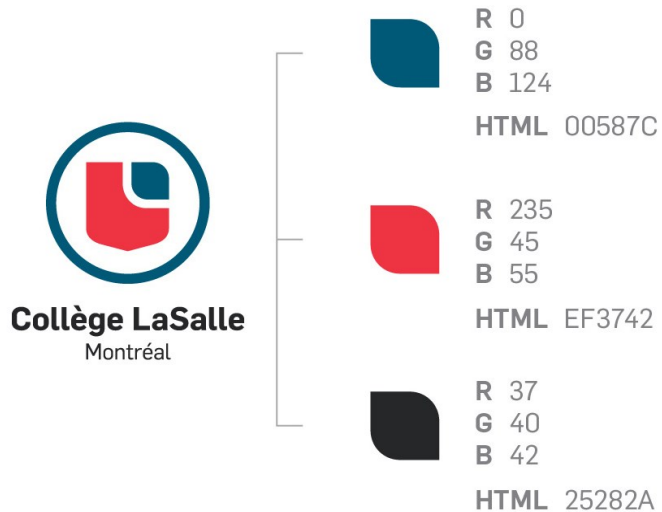 Collège LaSalle
Montréal
R 0
G 88
B 124
HTML 00587C
R 235
G 45
B 55
HTML EF3742
R 37
G 40
B 42
HTML 25282A